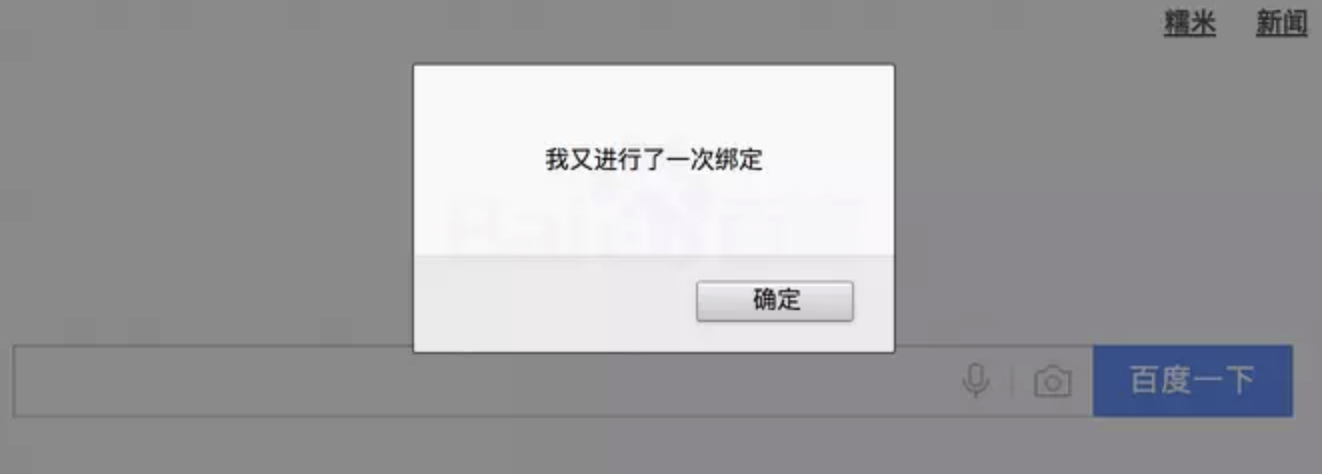 糯米 新闻
我又进行了一次绑定
确定
百度一下